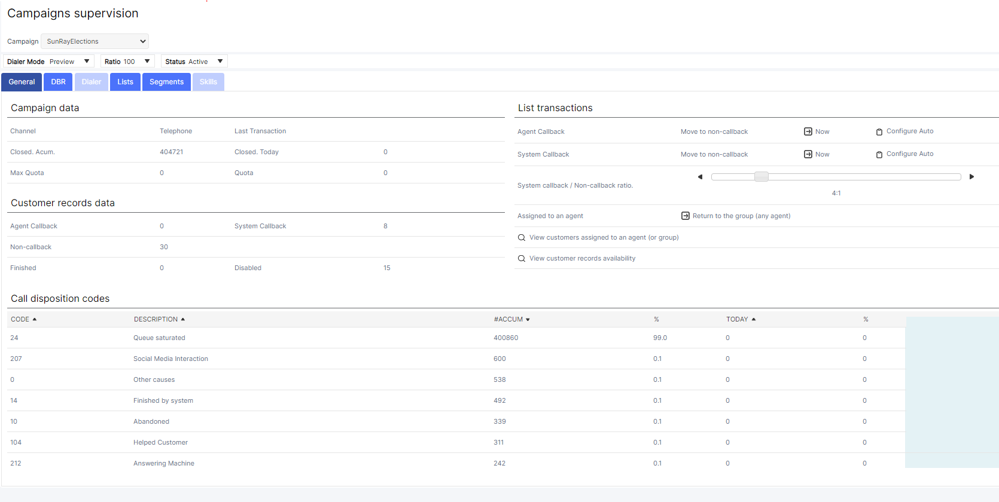 Campaigns supervision
Campaign SunRayElections
Dialer Mode Preview Ratio 100 Status Active
General DBR Dialer Lists Segments Skills
Campaign data
Channel Telephone Last Transaction
Closed. Acum. 404721 Closed. Today 0
Max Quota 0 Quota 0
Customer records data
Agent Callback 0 System Callback 8
Non-callback 30
Finished 0 Disabled 15
List transactions
Agent Callback Move to non-callback Now Configure Auto
System Callback Move to non-callback Now Configure Auto
System callback / Non-callback ratio.
4:1
Assigned to an agent Return to the group (any agent)
View customers assigned to an agent (or group)
View customer records availability
Call disposition codes
CODE DESCRIPTION #ACCUM % TODAY %
24 Queue saturated 400860 99.0 0 0
207 Social Media Interaction 600 0.1 0 0
0 Other causes 538 0.1 0 0
14 Finished by system 492 0.1 0 0
10 Abandoned 339 0.1 0 0
104 Helped Customer 311 0.1 0 0
212 Answering Machine 242 0.1 0 0